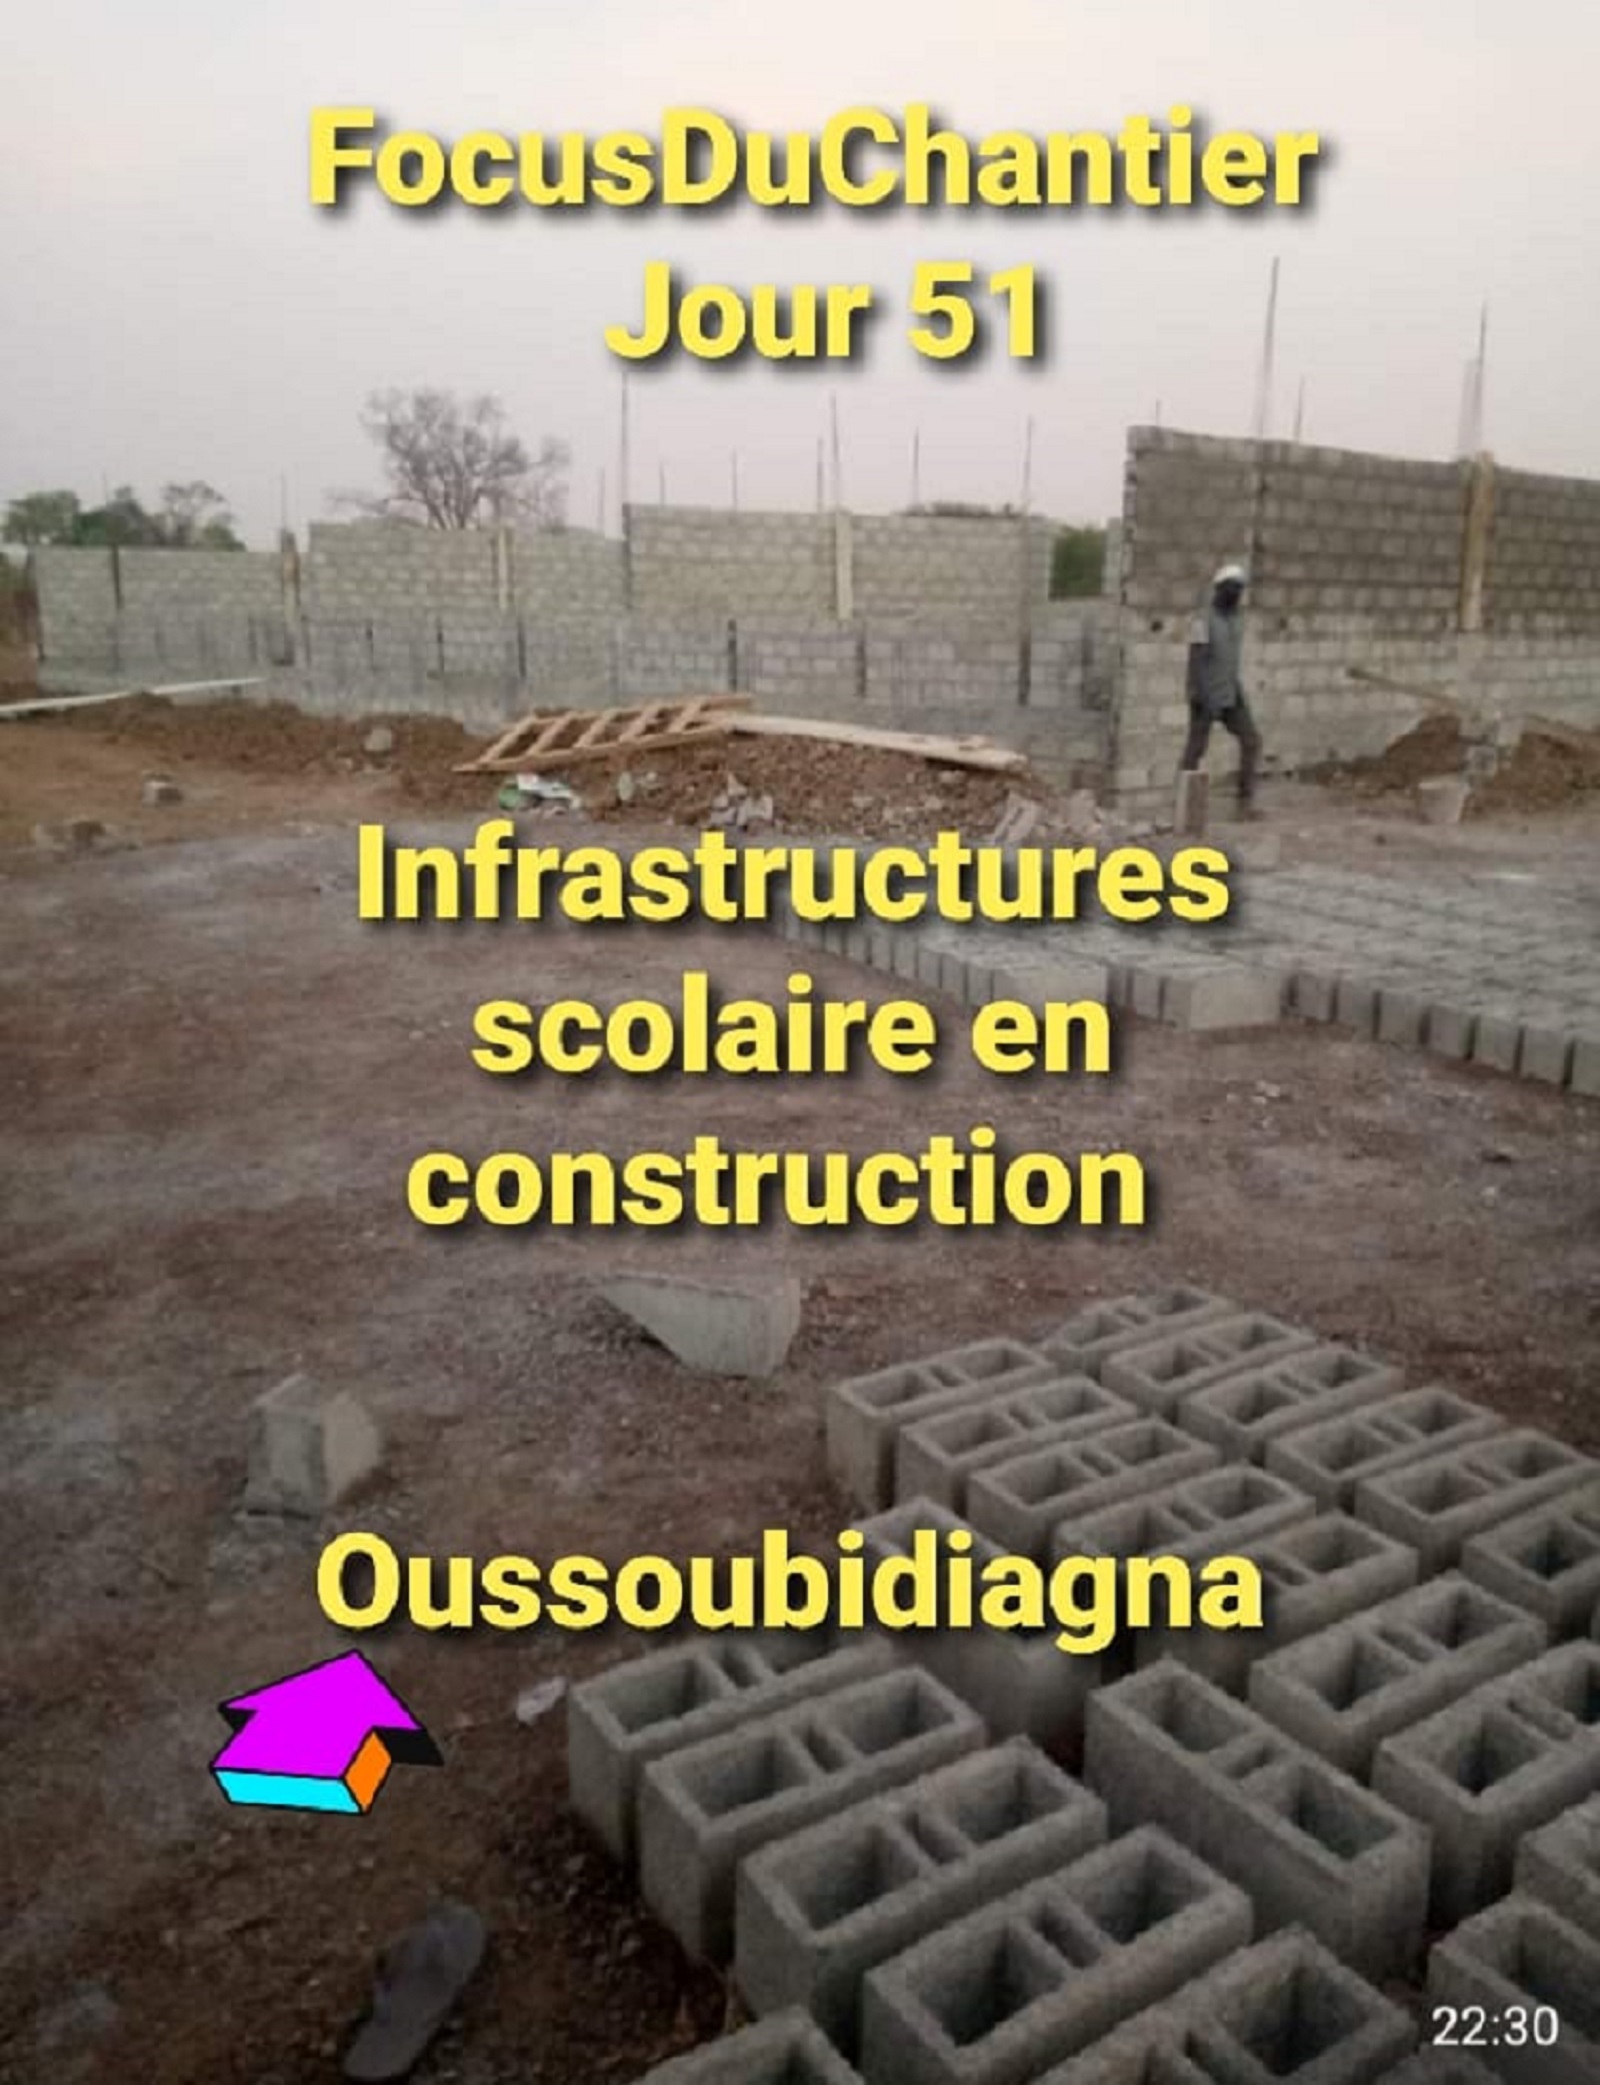 FocusDuChantier
Jour 51
Infrastructures
scolaire en
construction
Oussoubidiagna
22:30